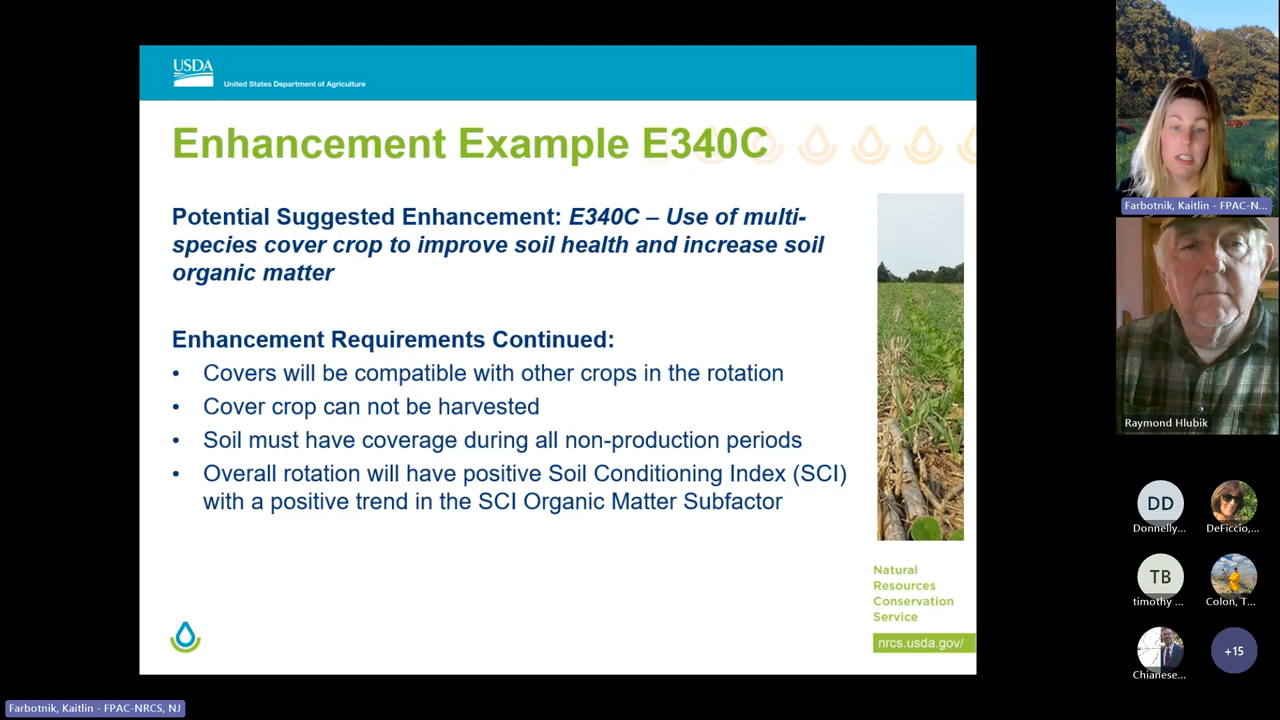 USDA
United States Department of Agriculture
Enhancement Example E340C
Potential Suggested Enhancement: E340C – Use of multi-
species cover crop to improve soil health and increase soil
organic matter
Enhancement Requirements Continued:
• Covers will be compatible with other crops in the rotation
• Cover crop can not be harvested
• Soil must have coverage during all non-production periods
• Overall rotation will have positive Soil Conditioning Index (SCI)
with a positive trend in the SCI Organic Matter Subfactor
Natural
Resources
Conservation
Service
nrcs.usda.gov/
Farbotnik, Kaitlin - FPAC-N...
Raymond Hlubik
DD
Donnelly...
DeFiccio,...
TB
timothy ...
Colon, T...
Chianese...
+15
Farbotnik, Kaitlin - FPAC-NRCS, NJ